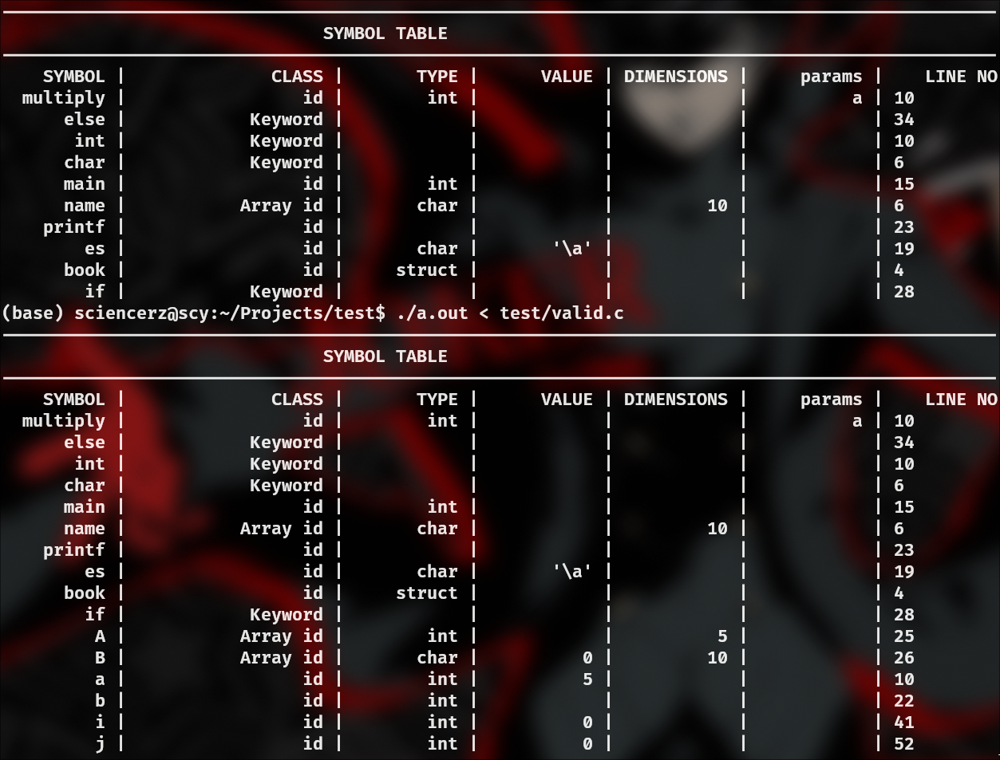 SYMBOL TABLE
SYMBOL | CLASS | TYPE | VALUE | DIMENSIONS | params | LINE NO
multiply | id | int | | | a | 10
else | Keyword | | | | | 34
int | Keyword | | | | | 10
char | Keyword | | | | | 6
main | id | int | | | | 15
name | Array id | char | | 10 | | 6
printf | id | | | | | 23
es | id | char | '\a' | | | 19
book | id | struct | | | | 4
if | Keyword | | | | | 28
(base) sciencerz@scy:~/Projects/test$ ./a.out < test/valid.c
SYMBOL TABLE
SYMBOL | CLASS | TYPE | VALUE | DIMENSIONS | params | LINE NO
multiply | id | int | | | a | 10
else | Keyword | | | | | 34
int | Keyword | | | | | 10
char | Keyword | | | | | 6
main | id | int | | | | 15
name | Array id | char | | 10 | | 6
printf | id | | | | | 23
es | id | char | '\a' | | | 19
book | id | struct | | | | 4
if | Keyword | | | | | 28
A | Array id | int | | 5 | | 25
B | Array id | char | 0 | 10 | | 26
a | id | int | 5 | | | 10
b | id | int | | | | 22
i | id | int | 0 | | | 41
j | id | int | 0 | | | 52